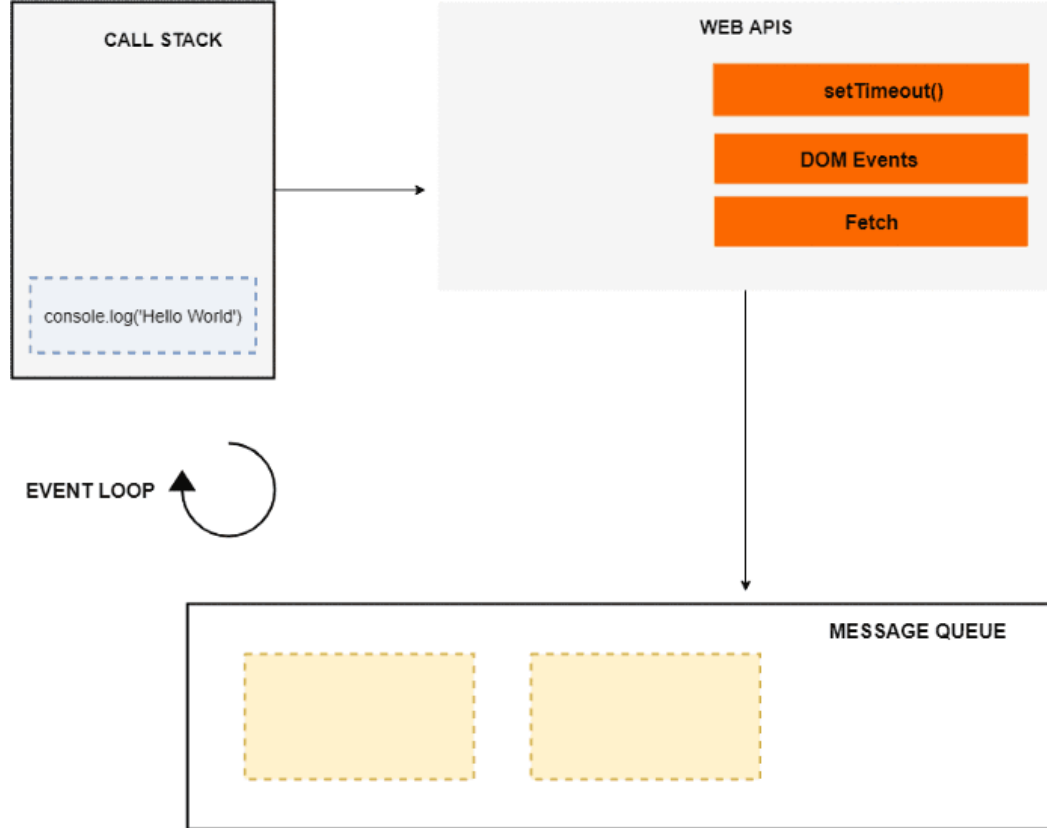 CALL STACK
WEB APIS
setTimeout()
DOM Events
Fetch
console.log('Hello World')
EVENT LOOP
MESSAGE QUEUE